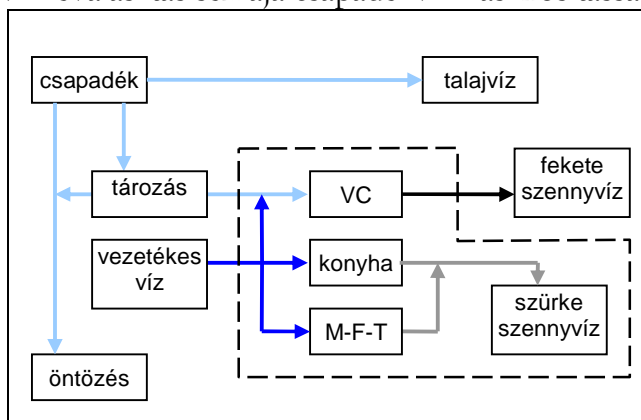 csapadék
talajvíz
tározás
VC
fekete
szennyvíz
vezetékes
víz
konyha
szürke
szennyvíz
M-F-T
öntözés